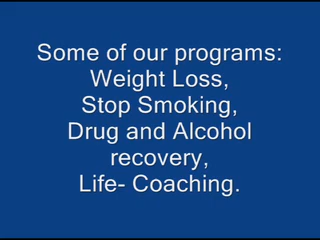 Some of our programs:
Weight Loss,
Stop Smoking,
Drug and Alcohol
recovery,
Life- Coaching.